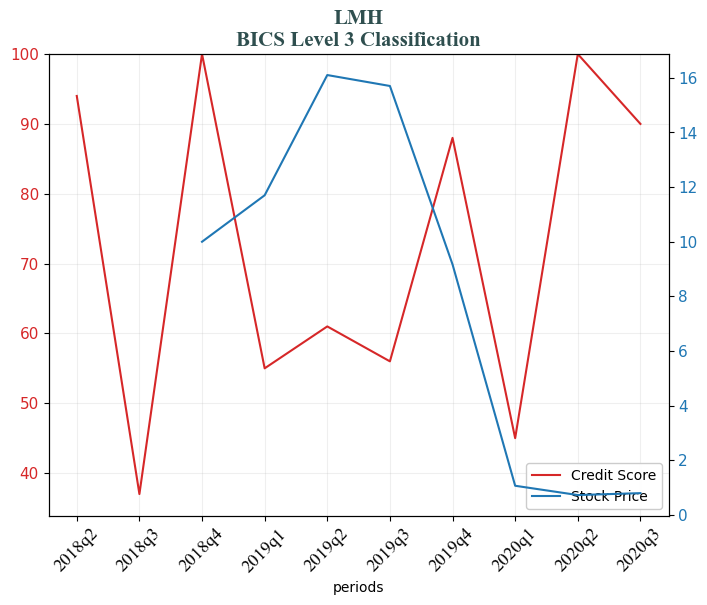 LMH
BICS Level 3 Classification
100
90
80
70
60
50
40
16
14
12
10
8
6
4
2
0
Credit Score
Stock Price
2018q2
2018q3
2018q4
2019q1
2019q2
2019q3
2019q4
2020q1
2020q2
2020q3
periods